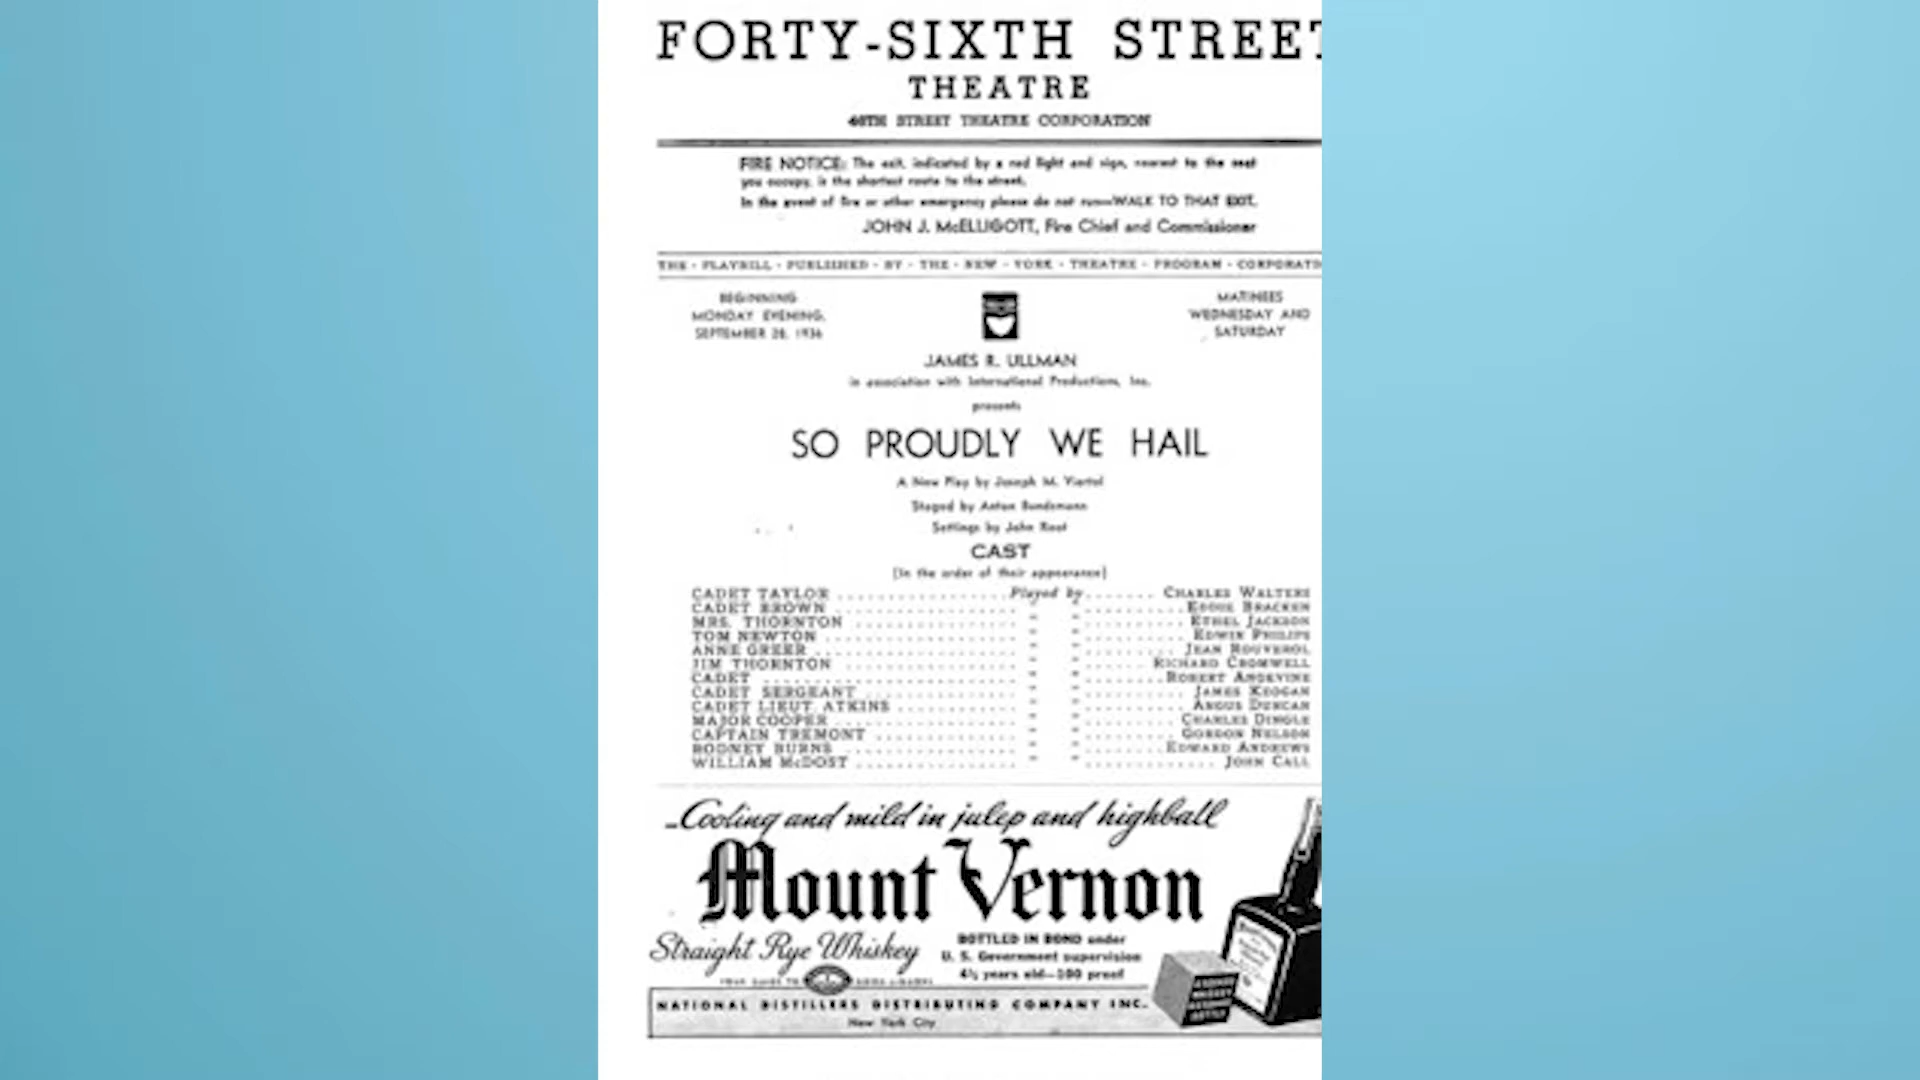 FORTY-SIXTH STREET
THEATRE
46TH STREET THEATRE CORPORATION
FIRE NOTICE: The exit, indicated by a red light and sign, nearest to the seat
you occupy, is the shortest route to the street.
In the event of fire or other emergency please do not run—WALK TO THAT EXIT.
JOHN J. McELLIGOTT, Fire Chief and Commissioner
THE · PLAYBILL · PUBLISHED · BY · THE · NEW · YORK · THEATRE · PROGRAM · CORPORATI
BEGINNING
MONDAY EVENING,
SEPTEMBER 28, 1936
MATINEES
WEDNESDAY AND
SATURDAY
JAMES R. ULLMAN
in association with International Productions, Inc.
presents
SO PROUDLY WE HAIL
A New Play by Joseph M. Viertel
Staged by Anton Bundsmann
Settings by John Root
CAST
[In the order of their appearance]
CADET TAYLOR Played by CHARLES WALTERS
CADET BROWN " " EDDIE BRACKEN
MRS. THORNTON " " ETHEL JACKSON
TOM NEWTON " " EDWIN PHILIPS
ANNE GREER " " JEAN ROUVEROL
JIM THORNTON " " RICHARD CROMWELL
CADET " " ROBERT ANDEVINE
CADET SERGEANT " " JAMES KEOGAN
CADET LIEUT. ATKINS " " ANGUS DUNCAN
MAJOR COOPER " " CHARLES DINGLE
CAPTAIN TREMONT " " GORDON NELSON
RODNEY BURNS " " EDWARD ANDREWS
WILLIAM McDOST " " JOHN CALL
Cooling and mild in julep and highball
Mount Vernon
Straight Rye Whiskey
BOTTLED IN BOND under
U. S. Government supervision
4½ years old—100 proof
YOUR GUIDE TO GOOD LIQUORS
NATIONAL DISTILLERS DISTRIBUTING COMPANY INC.
New York City